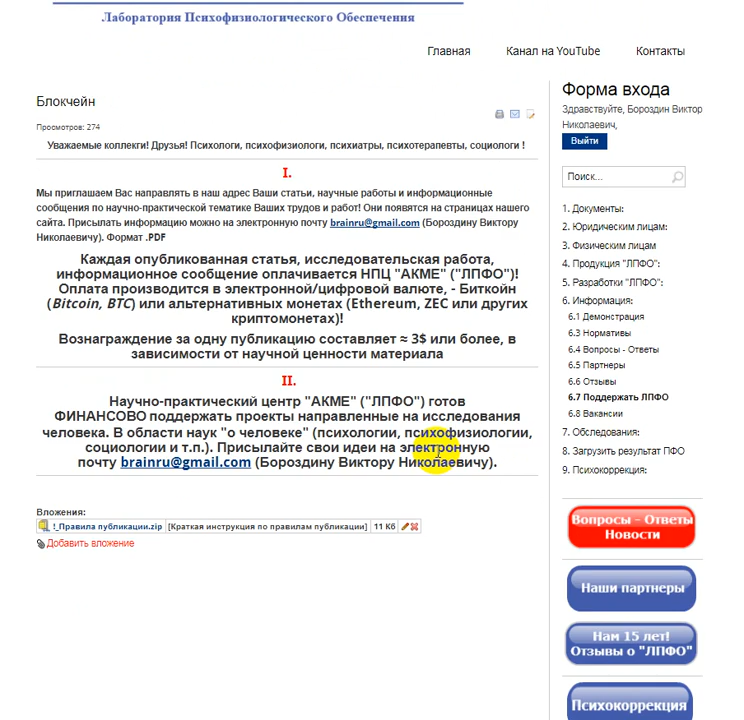 Лаборатория Психофизиологического Обеспечения
Главная Канал на YouTube Контакты
Блокчейн
Просмотров: 274
Уважаемые коллеги! Друзья! Психологи, психофизиологи, психиатры, психотерапевты, социологи !
I.
Мы приглашаем Вас направлять в наш адрес Ваши статьи, научные работы и информационные
сообщения по научно-практической тематике Ваших трудов и работ! Они появятся на страницах нашего
сайта. Присылать информацию можно на электронную почту brainru@gmail.com (Бороздину Виктору
Николаевичу). Формат .PDF
Каждая опубликованная статья, исследовательская работа,
информационное сообщение оплачивается НПЦ "АКМЕ" ("ЛПФО")!
Оплата производится в электронной/цифровой валюте, - Биткойн
(Bitcoin, BTC) или альтернативных монетах (Ethereum, ZEC или других
криптомонетах)!
Вознаграждение за одну публикацию составляет ≈ 3$ или более, в
зависимости от научной ценности материала
II.
Научно-практический центр "АКМЕ" ("ЛПФО") готов
ФИНАНСОВО поддержать проекты направленные на исследования
человека. В области наук "о человеке" (психологии, психофизиологии,
социологии и т.п.). Присылайте свои идеи на электронную
почту brainru@gmail.com (Бороздину Виктору Николаевичу).
Вложения:
!_Правила публикации.zip [Краткая инструкция по правилам публикации] 11 Кб
Добавить вложение
Форма входа
Здравствуйте, Бороздин Виктор
Николаевич,
Выйти
Поиск...
1. Документы:
2. Юридическим лицам:
3. Физическим лицам
4. Продукция "ЛПФО":
5. Разработки "ЛПФО":
6. Информация:
6.1 Демонстрация
6.3 Нормативы
6.4 Вопросы - Ответы
6.5 Партнеры
6.6 Отзывы
6.7 Поддержать ЛПФО
6.8 Вакансии
7. Обследования:
8. Загрузить результат ПФО
9. Психокоррекция:
Вопросы - Ответы
Новости
Наши партнеры
Нам 15 лет!
Отзывы о "ЛПФО"
Психокоррекция